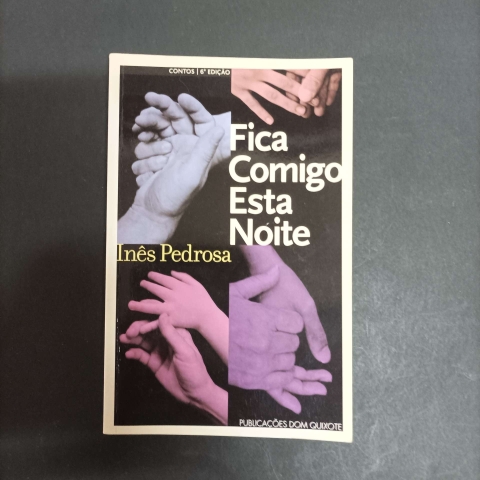 CONTOS | 6ª EDIÇÃO
Fica
Comigo
Esta
Noite
Inês Pedrosa
PUBLICAÇÕES DOM QUIXOTE